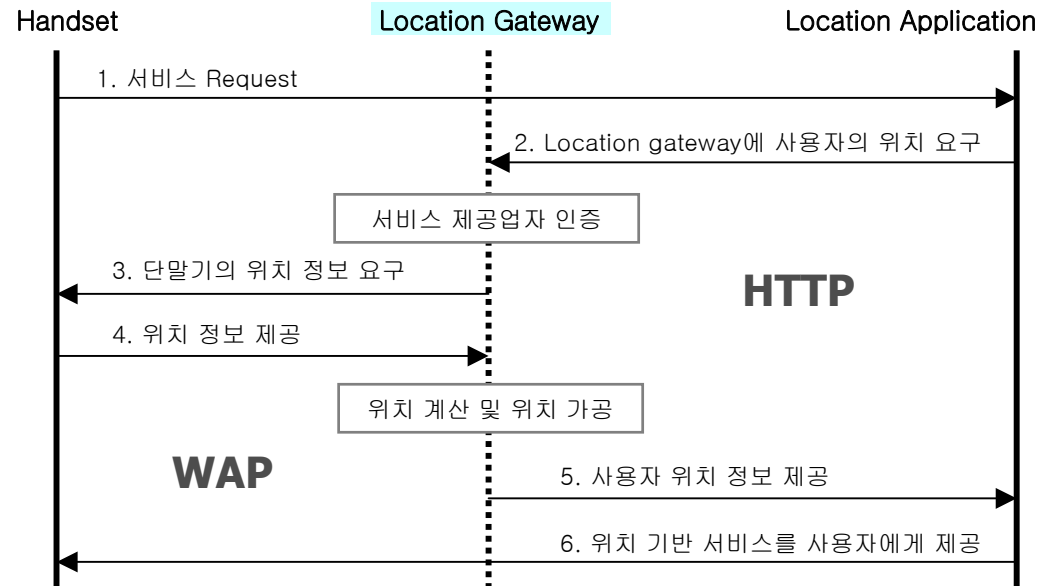 Handset
Location Gateway
Location Application
1. 서비스 Request
2. Location gateway에 사용자의 위치 요구
서비스 제공업자 인증
3. 단말기의 위치 정보 요구
HTTP
4. 위치 정보 제공
위치 계산 및 위치 가공
WAP
5. 사용자 위치 정보 제공
6. 위치 기반 서비스를 사용자에게 제공